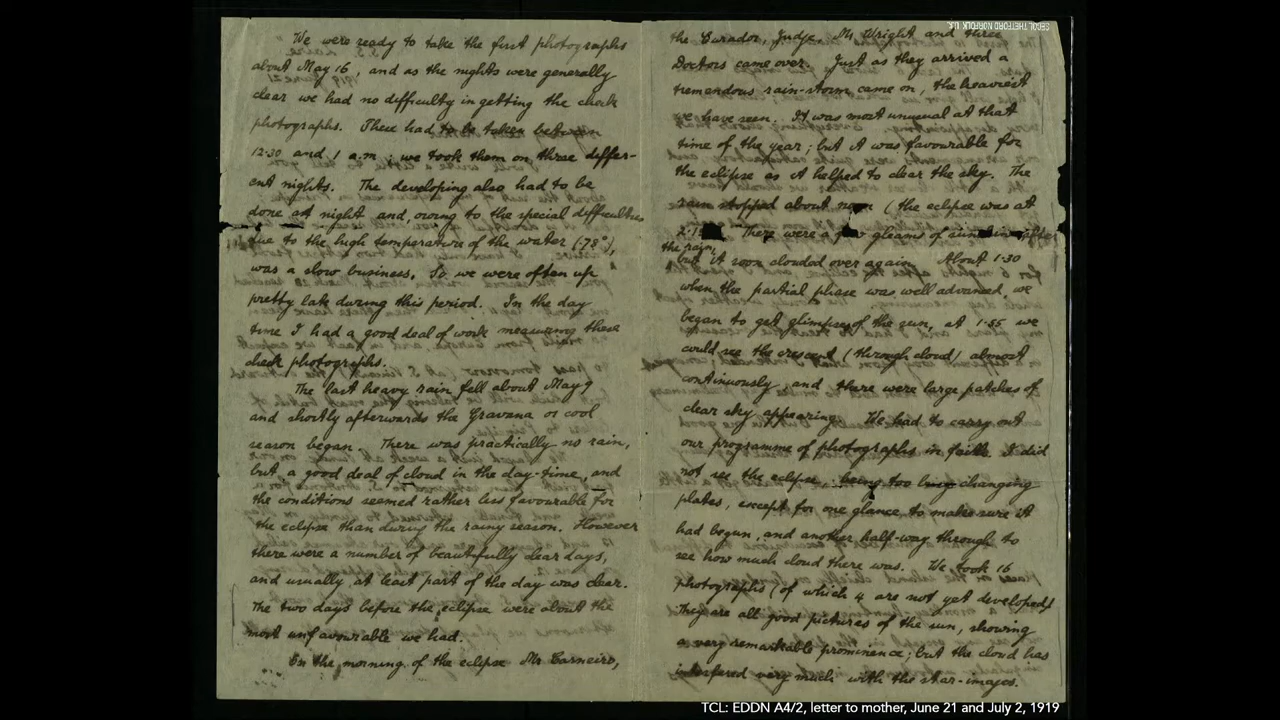 We were ready to take the first photographs
about May 16, and as the nights were generally
clear we had no difficulty in getting the check
photographs. These had to be taken between
12.30 and 1 a.m; we took them on three differ-
ent nights. The developing also had to be
done at night and, owing to the special difficulties
due to the high temperature of the water (78°),
was a slow business. So we were often up
pretty late during this period. In the day
time I had a good deal of work measuring these
check photographs.
The last heavy rain fell about May 9
and shortly afterwards the Gravana or cool
season began. There was practically no rain,
but a good deal of cloud in the day-time, and
the conditions seemed rather less favourable for
the eclipse than during the rainy season. However
there were a number of beautifully clear days,
and usually at least part of the day was clear.
The two days before the eclipse were about the
most unfavourable we had.
On the morning of the eclipse Mr Carneiro,
the Curador, Judge, Mr Wright and three
Doctors came over. Just as they arrived a
tremendous rain-storm came on, the heaviest
we have seen. It was most unusual at that
time of the year; but it was favourable for
the eclipse as it helped to clear the sky. The
rain stopped about noon (the eclipse was at
2.15 There were a few gleams of sunshine after
the rain,
but it soon clouded over again. About 1.30
when the partial phase was well advanced, we
began to get glimpses of the sun, at 1.55 we
could see the crescent (through cloud) almost
continuously, and there were large patches of
clear sky appearing. We had to carry out
our programme of photographs in faith. I did
not see the eclipse, being too busy changing
plates, except for one glance to make sure it
had begun, and another half-way through to
see how much cloud there was. We took 16
photographs (of which 4 are not yet developed)
They are all good pictures of the sun, showing
a very remarkable prominence; but the cloud has
interfered very much with the star-images.
TCL: EDDN A4/2, letter to mother, June 21 and July 2, 1919